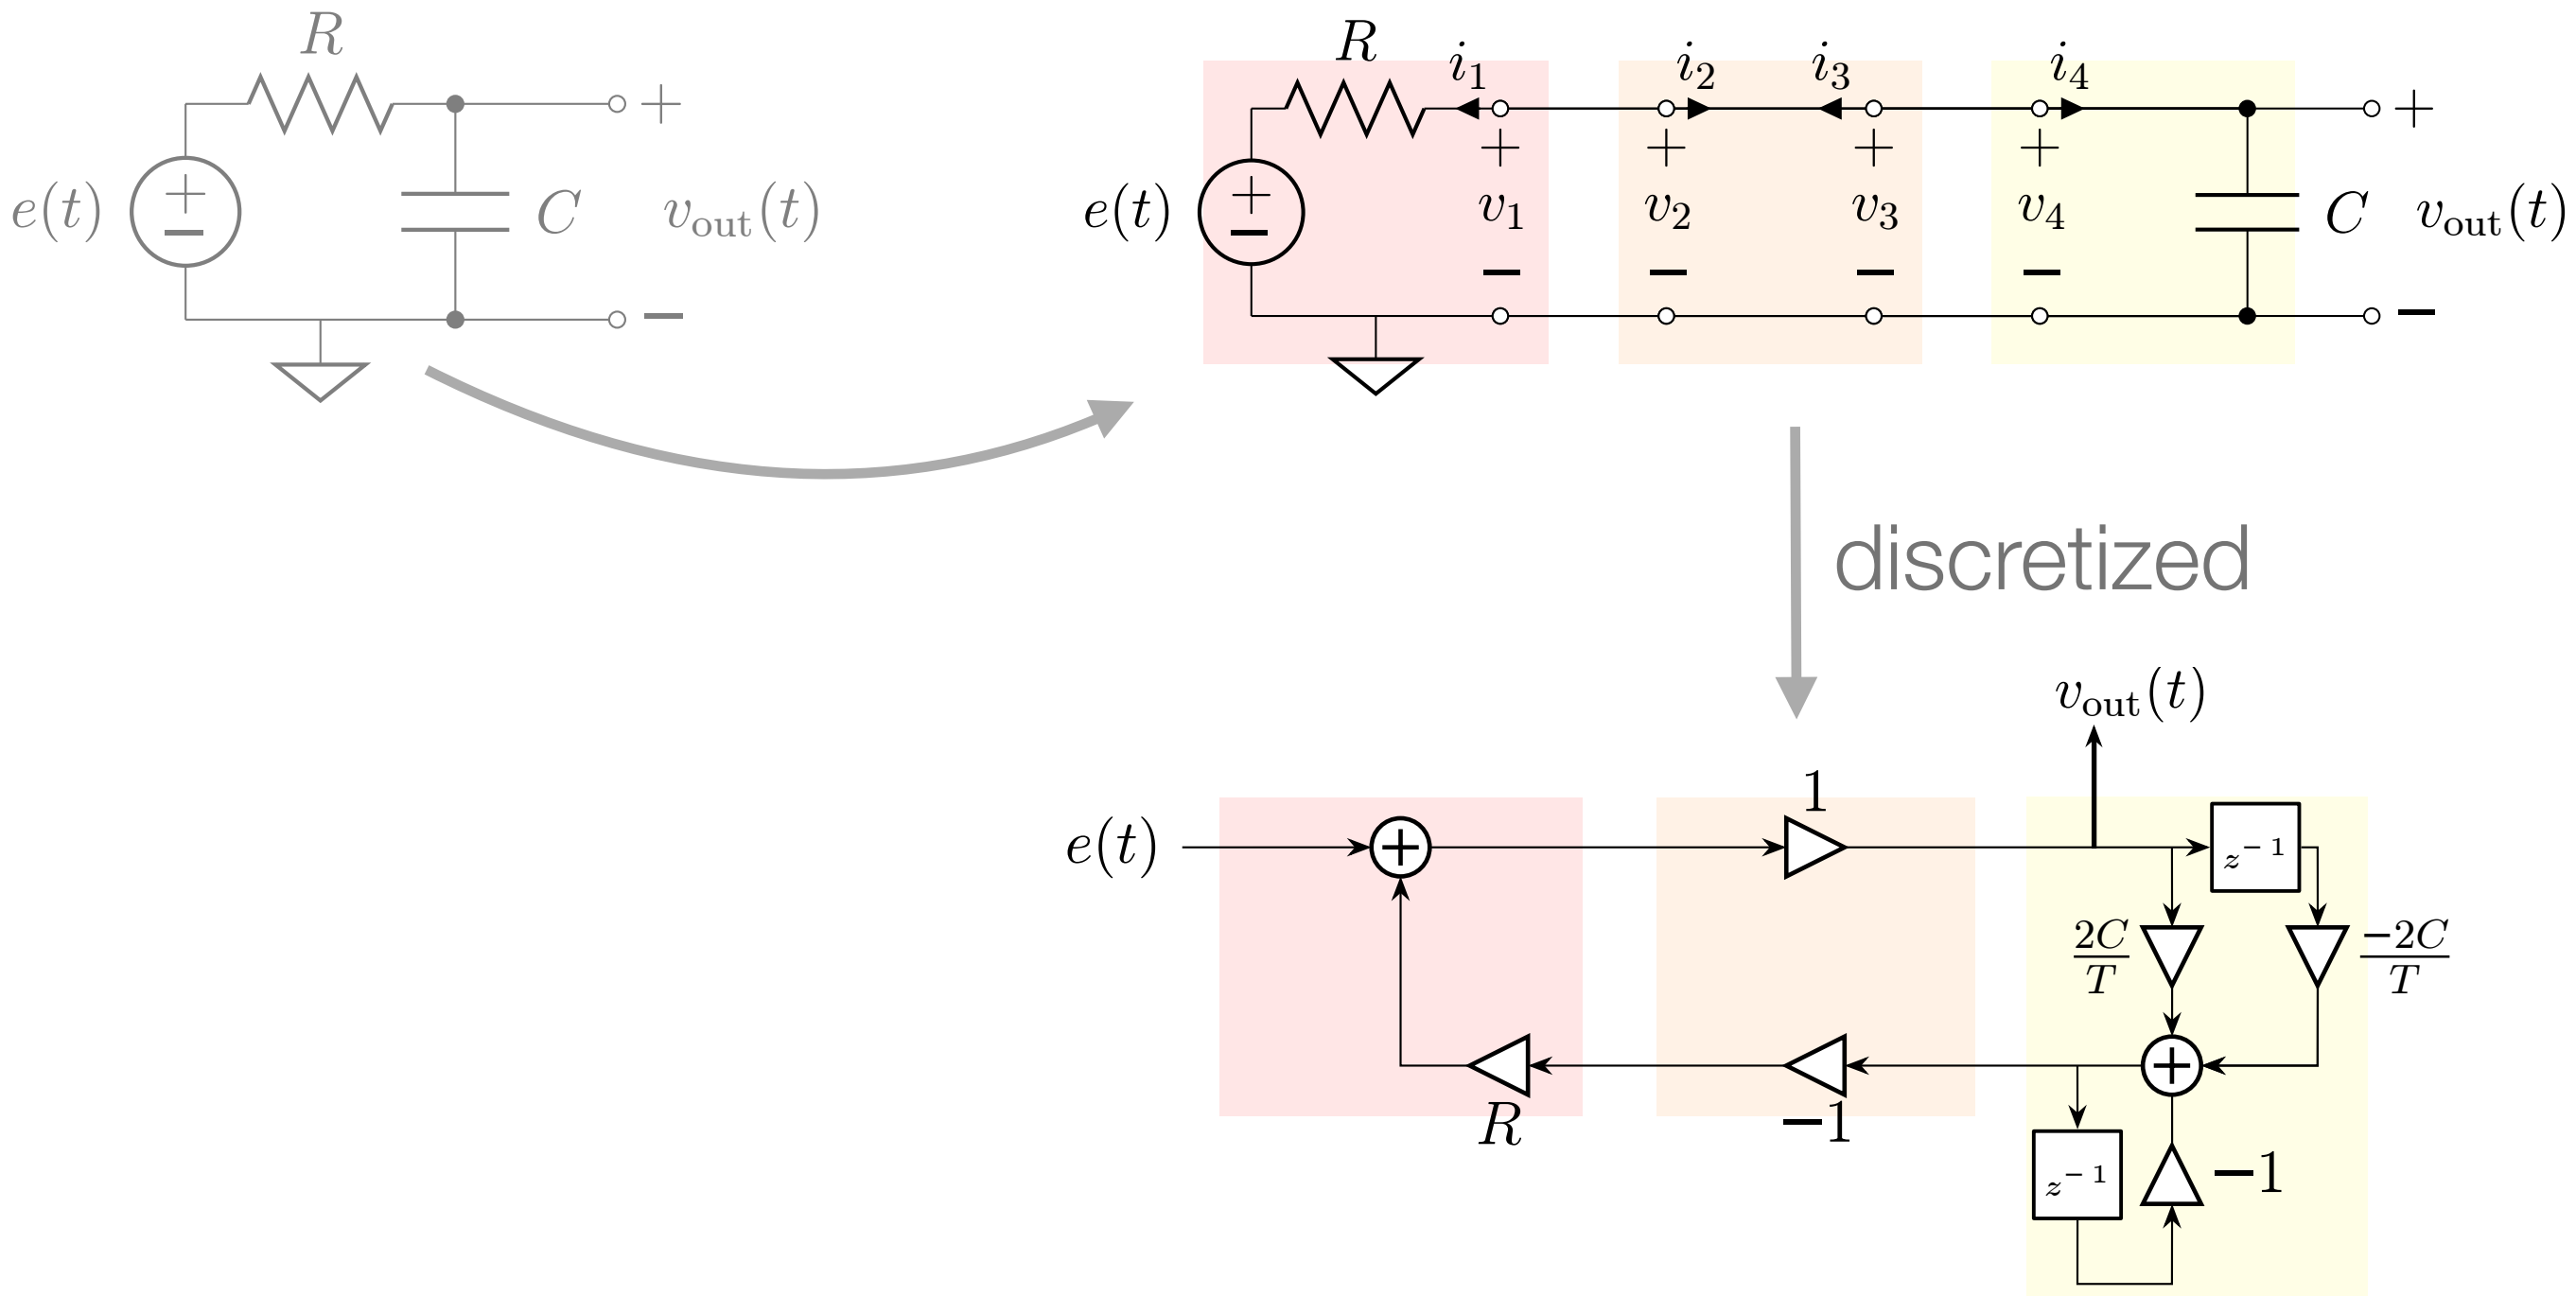 R
e(t)
+
−
C
+
v_out(t)
−
R
i_1
i_2
i_3
i_4
e(t)
+
−
+
v_1
−
+
v_2
−
+
v_3
−
+
v_4
−
C
+
v_out(t)
−
discretized
v_out(t)
e(t)
+
1
z^{-1}
2C/T
−2C/T
R
−1
+
z^{-1}
−1